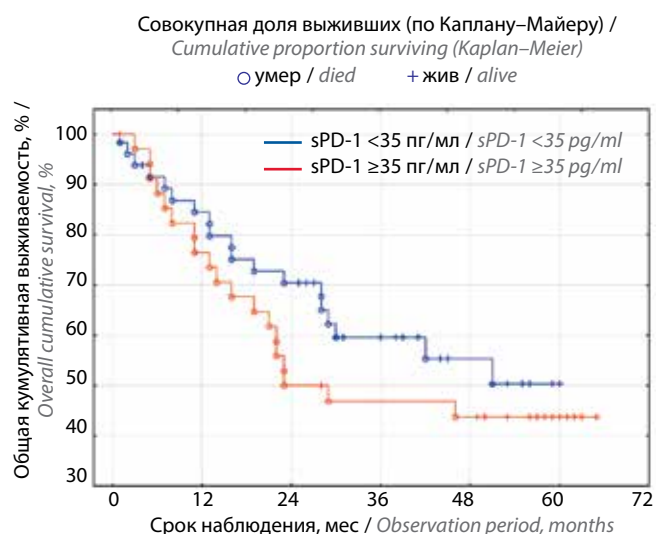 Совокупная доля выживших (по Каплану–Майеру) /
Cumulative proportion surviving (Kaplan–Meier)
умер / died + жив / alive
Общая кумулятивная выживаемость, % /
Overall cumulative survival, %
sPD-1 <35 пг/мл / sPD-1 <35 pg/ml
sPD-1 ≥35 пг/мл / sPD-1 ≥35 pg/ml
100
90
80
70
60
50
40
30
0 12 24 36 48 60 72
Срок наблюдения, мес / Observation period, months